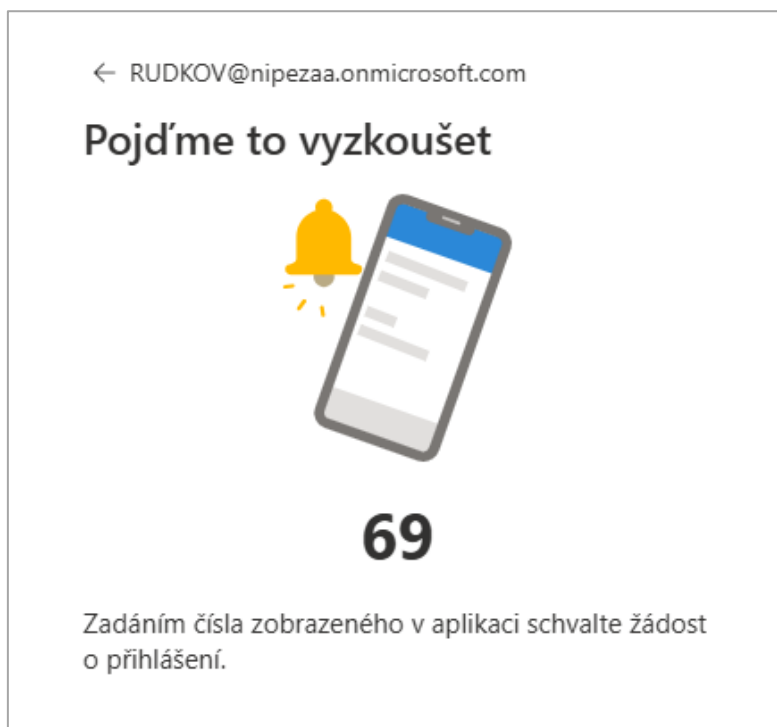 ← RUDKOV@nipezaa.onmicrosoft.com
Pojďme to vyzkoušet
69
Zadáním čísla zobrazeného v aplikaci schvalte žádost
o přihlášení.